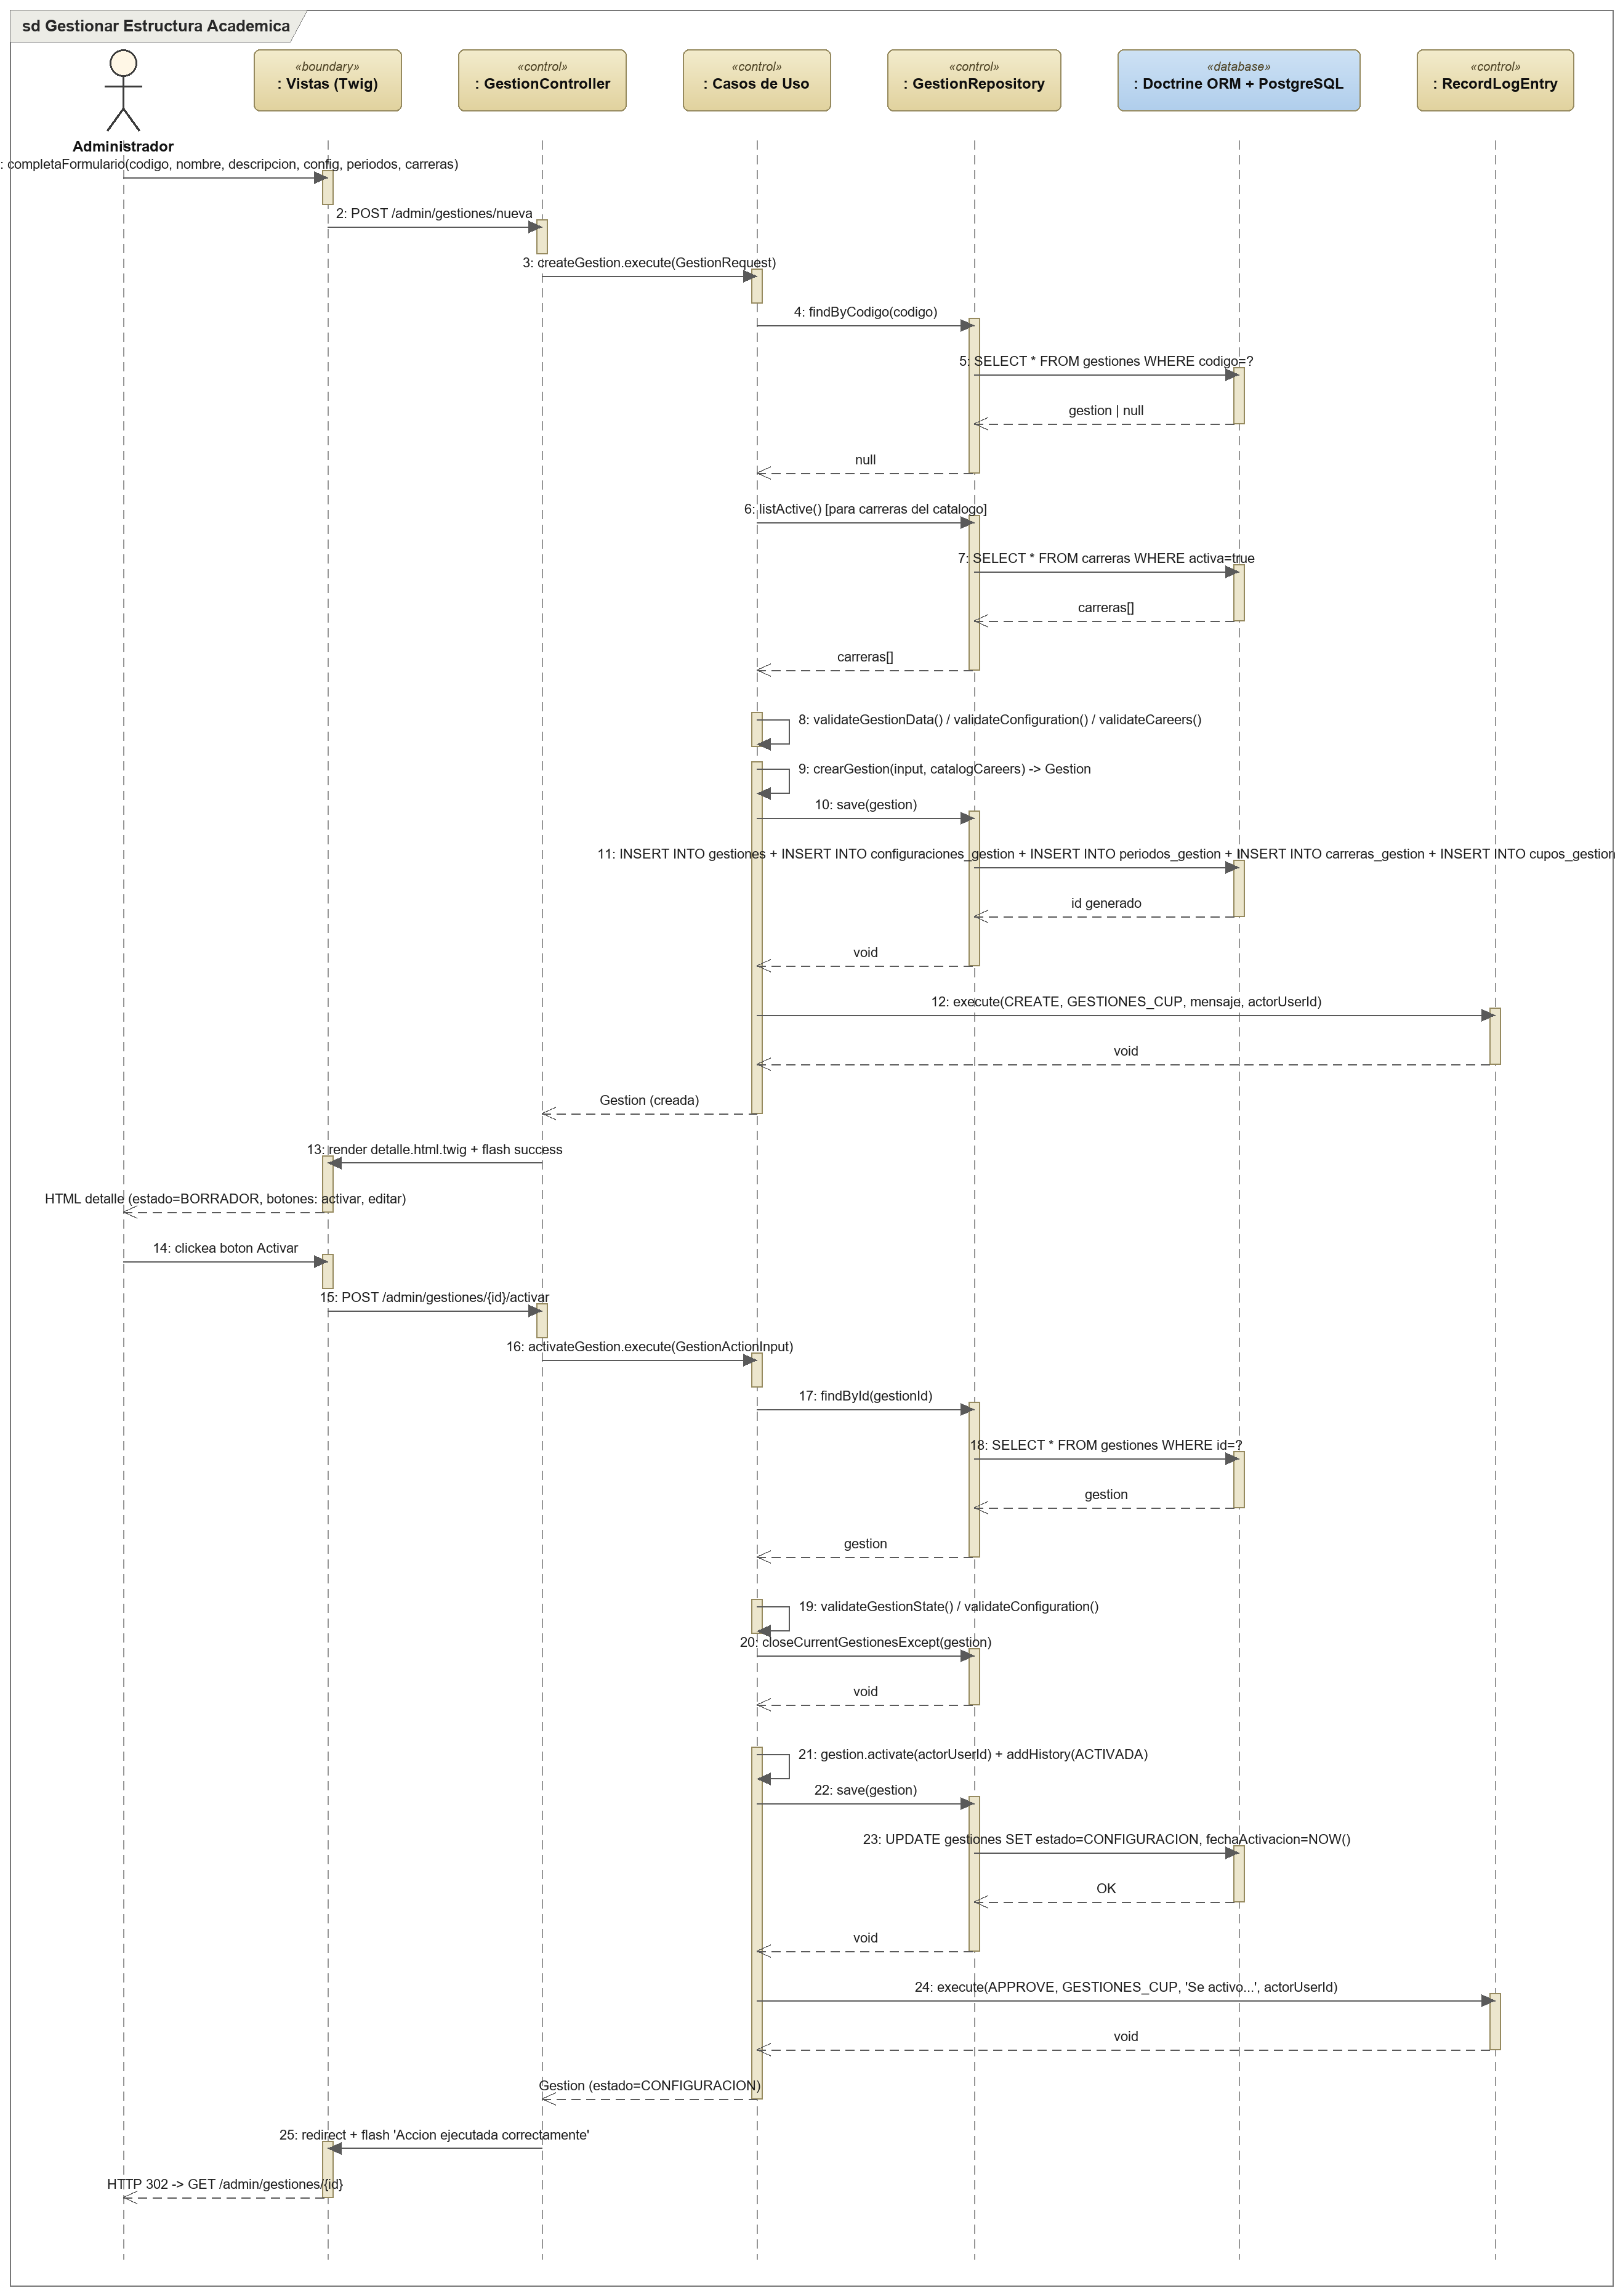 sd Gestionar Estructura Academica
«boundary»
: Vistas (Twig)
«control»
: GestionController
«control»
: Casos de Uso
«control»
: GestionRepository
«database»
: Doctrine ORM + PostgreSQL
«control»
: RecordLogEntry
Administrador
: completaFormulario(codigo, nombre, descripcion, config, periodos, carreras)
2: POST /admin/gestiones/nueva
3: createGestion.execute(GestionRequest)
4: findByCodigo(codigo)
5: SELECT * FROM gestiones WHERE codigo=?
gestion | null
null
6: listActive() [para carreras del catalogo]
7: SELECT * FROM carreras WHERE activa=true
carreras[]
carreras[]
8: validateGestionData() / validateConfiguration() / validateCareers()
9: crearGestion(input, catalogCareers) -> Gestion
10: save(gestion)
11: INSERT INTO gestiones + INSERT INTO configuraciones_gestion + INSERT INTO periodos_gestion + INSERT INTO carreras_gestion + INSERT INTO cupos_gestion
id generado
void
12: execute(CREATE, GESTIONES_CUP, mensaje, actorUserId)
void
Gestion (creada)
13: render detalle.html.twig + flash success
HTML detalle (estado=BORRADOR, botones: activar, editar)
14: clickea boton Activar
15: POST /admin/gestiones/{id}/activar
16: activateGestion.execute(GestionActionInput)
17: findById(gestionId)
18: SELECT * FROM gestiones WHERE id=?
gestion
gestion
19: validateGestionState() / validateConfiguration()
20: closeCurrentGestionesExcept(gestion)
void
21: gestion.activate(actorUserId) + addHistory(ACTIVADA)
22: save(gestion)
23: UPDATE gestiones SET estado=CONFIGURACION, fechaActivacion=NOW()
OK
void
24: execute(APPROVE, GESTIONES_CUP, 'Se activo...', actorUserId)
void
Gestion (estado=CONFIGURACION)
25: redirect + flash 'Accion ejecutada correctamente'
HTTP 302 -> GET /admin/gestiones/{id}